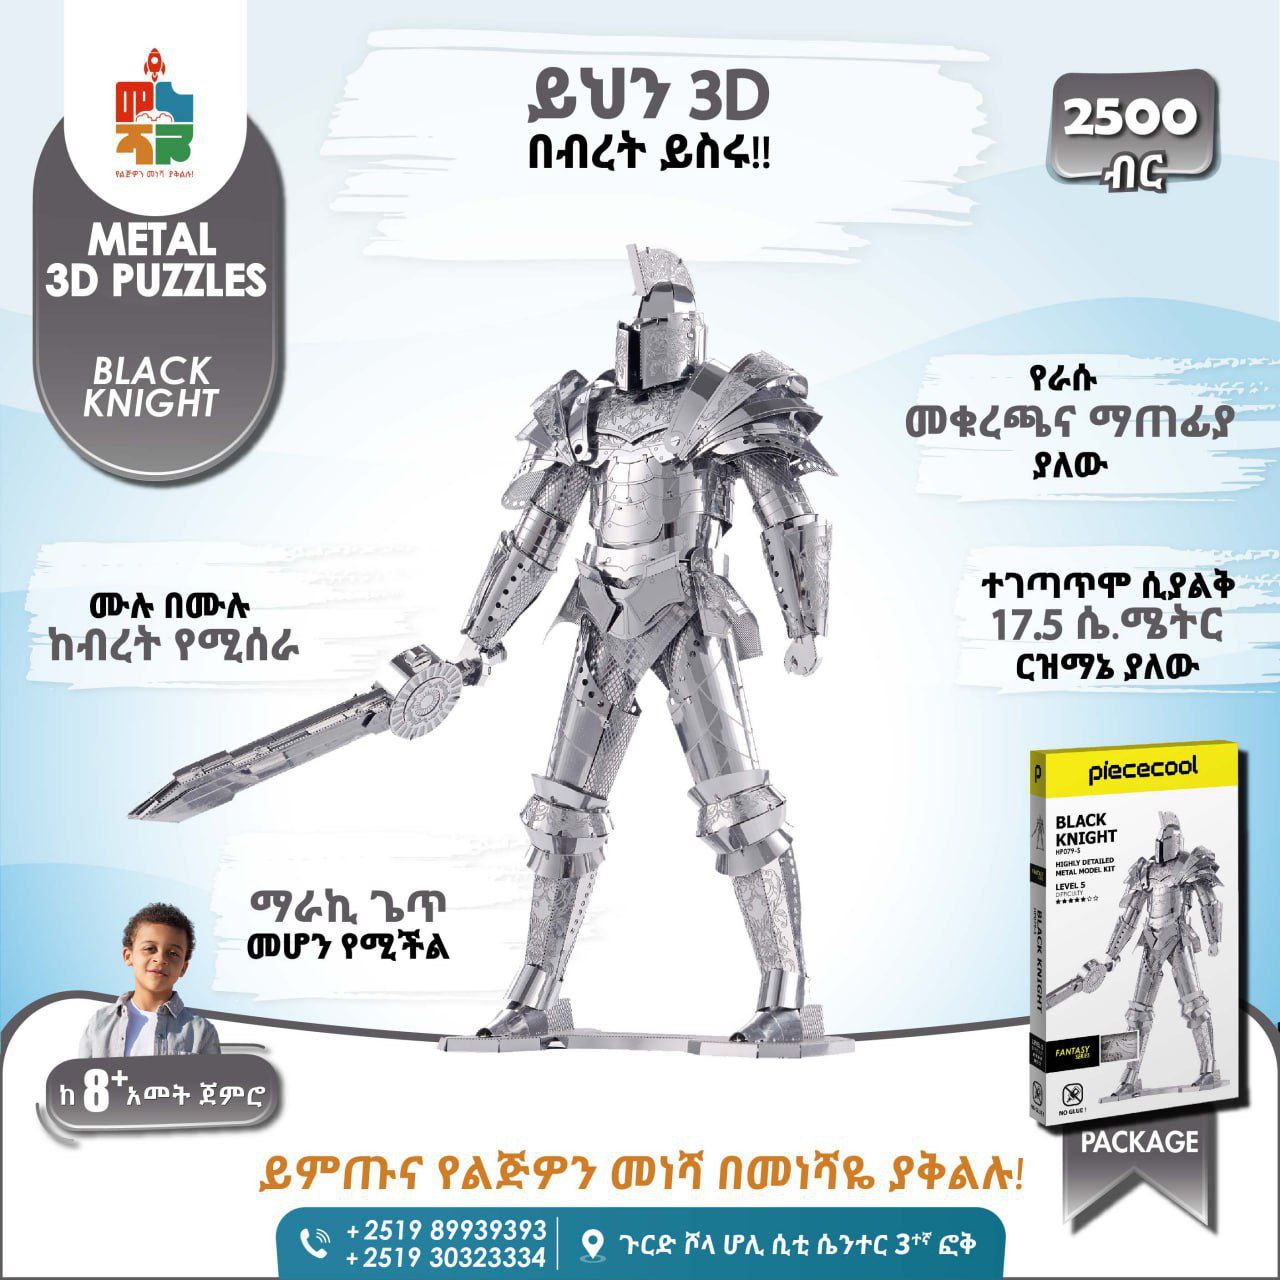 መነሻዬ
የልጅዎን መነሻ ያቅልሉ!
METAL
3D PUZZLES
BLACK
KNIGHT
ይህን 3D
በብረት ይስሩ!!
2500
ብር
የራሱ
መቁረጫና ማጠፊያ
ያለው
ሙሉ በሙሉ
ከብረት የሚሰራ
ተገጣጥሞ ሲያልቅ
17.5 ሴ.ሜትር
ርዝማኔ ያለው
ማራኪ ጌጥ
መሆን የሚችል
ከ 8+ አመት ጀምሮ
piececool
BLACK
KNIGHT
HP079-S
HIGHLY DETAILED
METAL MODEL KIT
LEVEL 5
DIFFICULTY
★★★★★☆☆
BLACK KNIGHT
FANTASY
SERIES
NO GLUE !
PACKAGE
ይምጡና የልጅዎን መነሻ በመነሻዬ ያቅልሉ!
+2519 89939393
+2519 30323334
ጉርድ ሾላ ሆሊ ሲቲ ሴንተር 3ተኛ ፎቅ